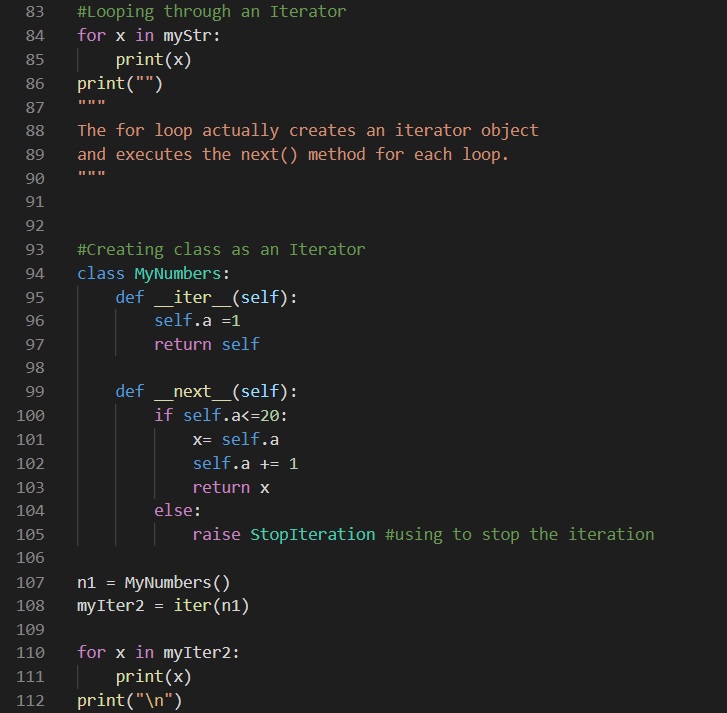 83 #Looping through an Iterator
84 for x in myStr:
85     print(x)
86 print("")
87 """
88 The for loop actually creates an iterator object
89 and executes the next() method for each loop.
90 """
91
92
93 #Creating class as an Iterator
94 class MyNumbers:
95     def __iter__(self):
96         self.a =1
97         return self
98
99     def __next__(self):
100         if self.a<=20:
101             x= self.a
102             self.a += 1
103             return x
104         else:
105             raise StopIteration #using to stop the iteration
106
107 n1 = MyNumbers()
108 myIter2 = iter(n1)
109
110 for x in myIter2:
111     print(x)
112 print("\n")